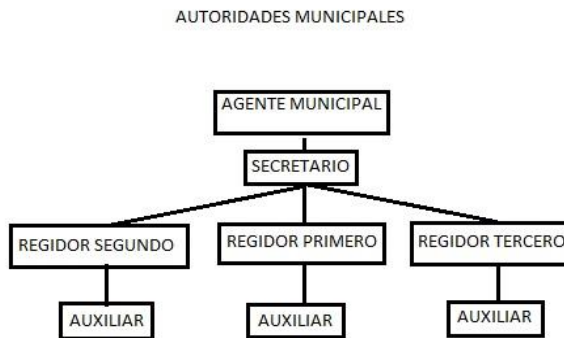 AUTORIDADES MUNICIPALES
AGENTE MUNICIPAL
SECRETARIO
REGIDOR SEGUNDO
REGIDOR PRIMERO
REGIDOR TERCERO
AUXILIAR
AUXILIAR
AUXILIAR